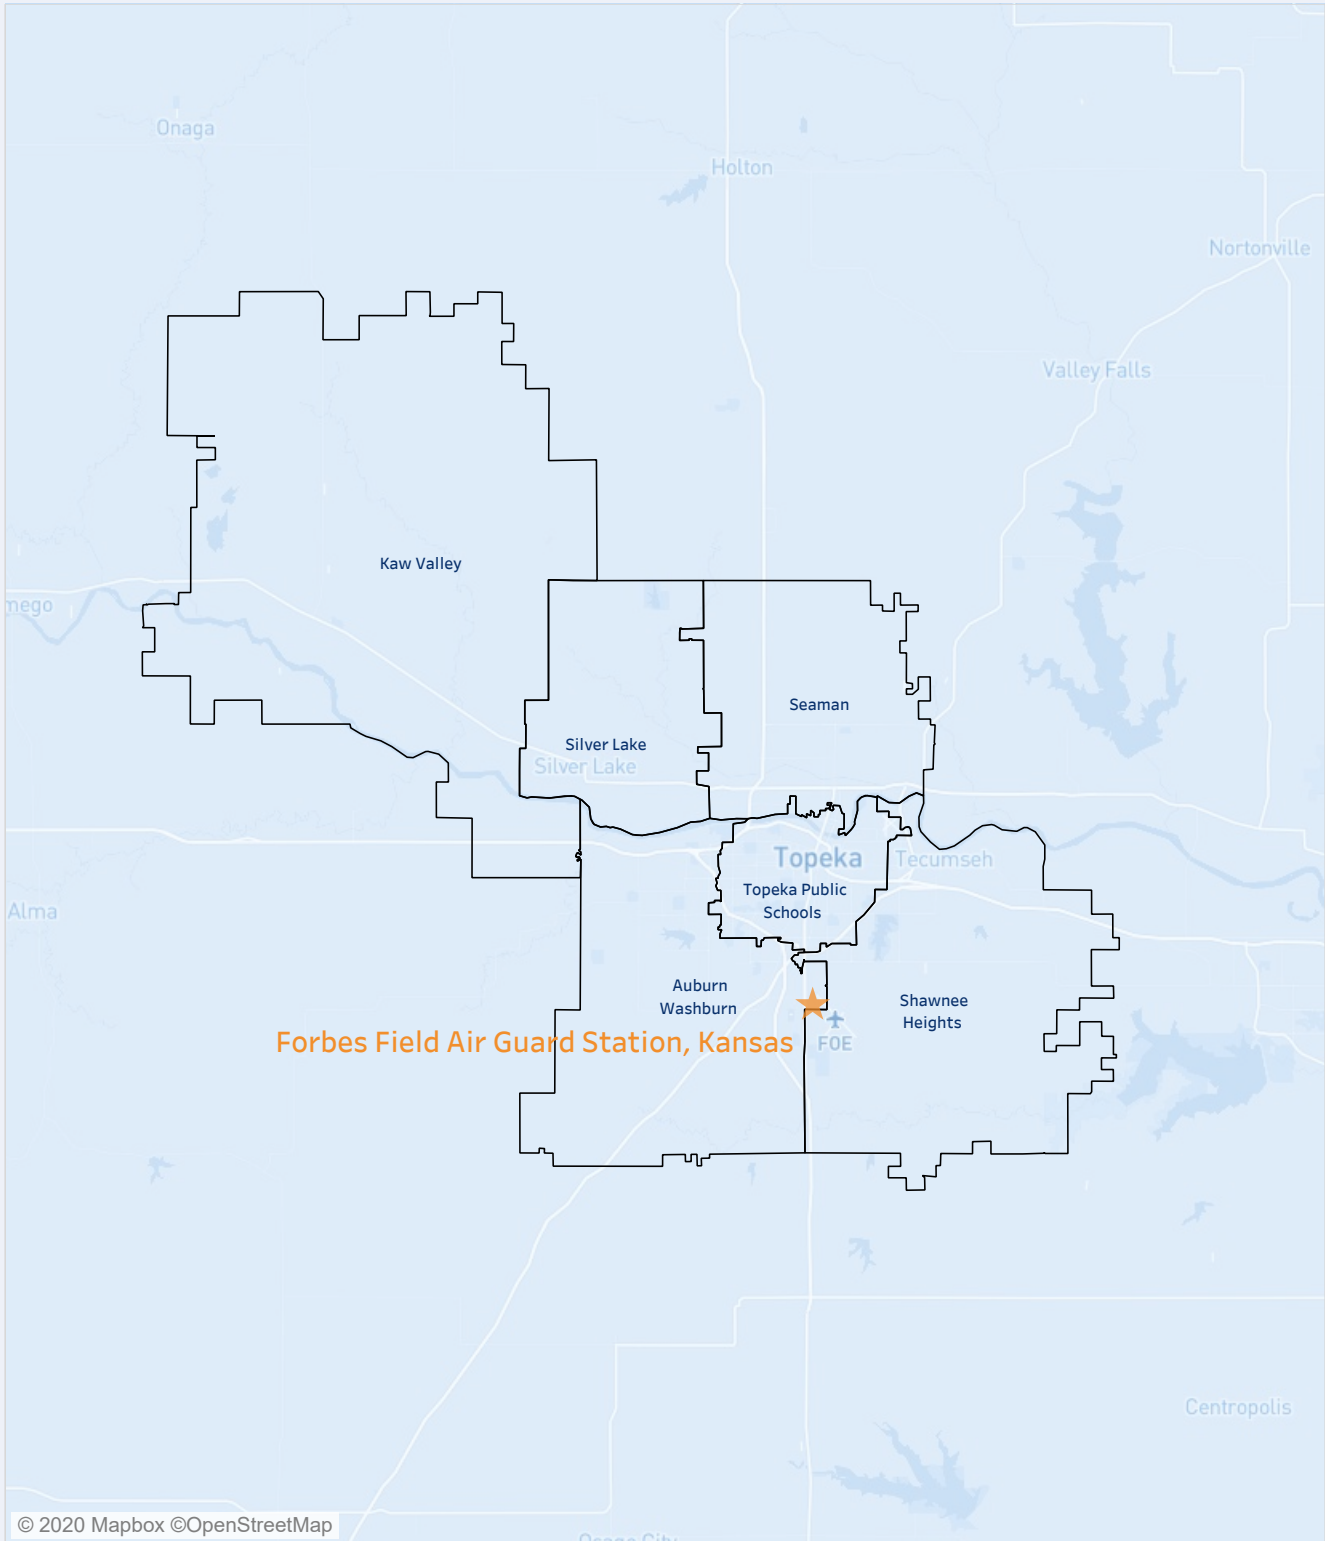 Onaga
Holton
Nortonville
Valley Falls
Kaw Valley
mego
Seaman
Silver Lake
Silver Lake
Topeka
Tecumseh
Topeka Public
Schools
Alma
Auburn
Washburn
Shawnee
Heights
Forbes Field Air Guard Station, Kansas
FOE
Centropolis
© 2020 Mapbox ©OpenStreetMap